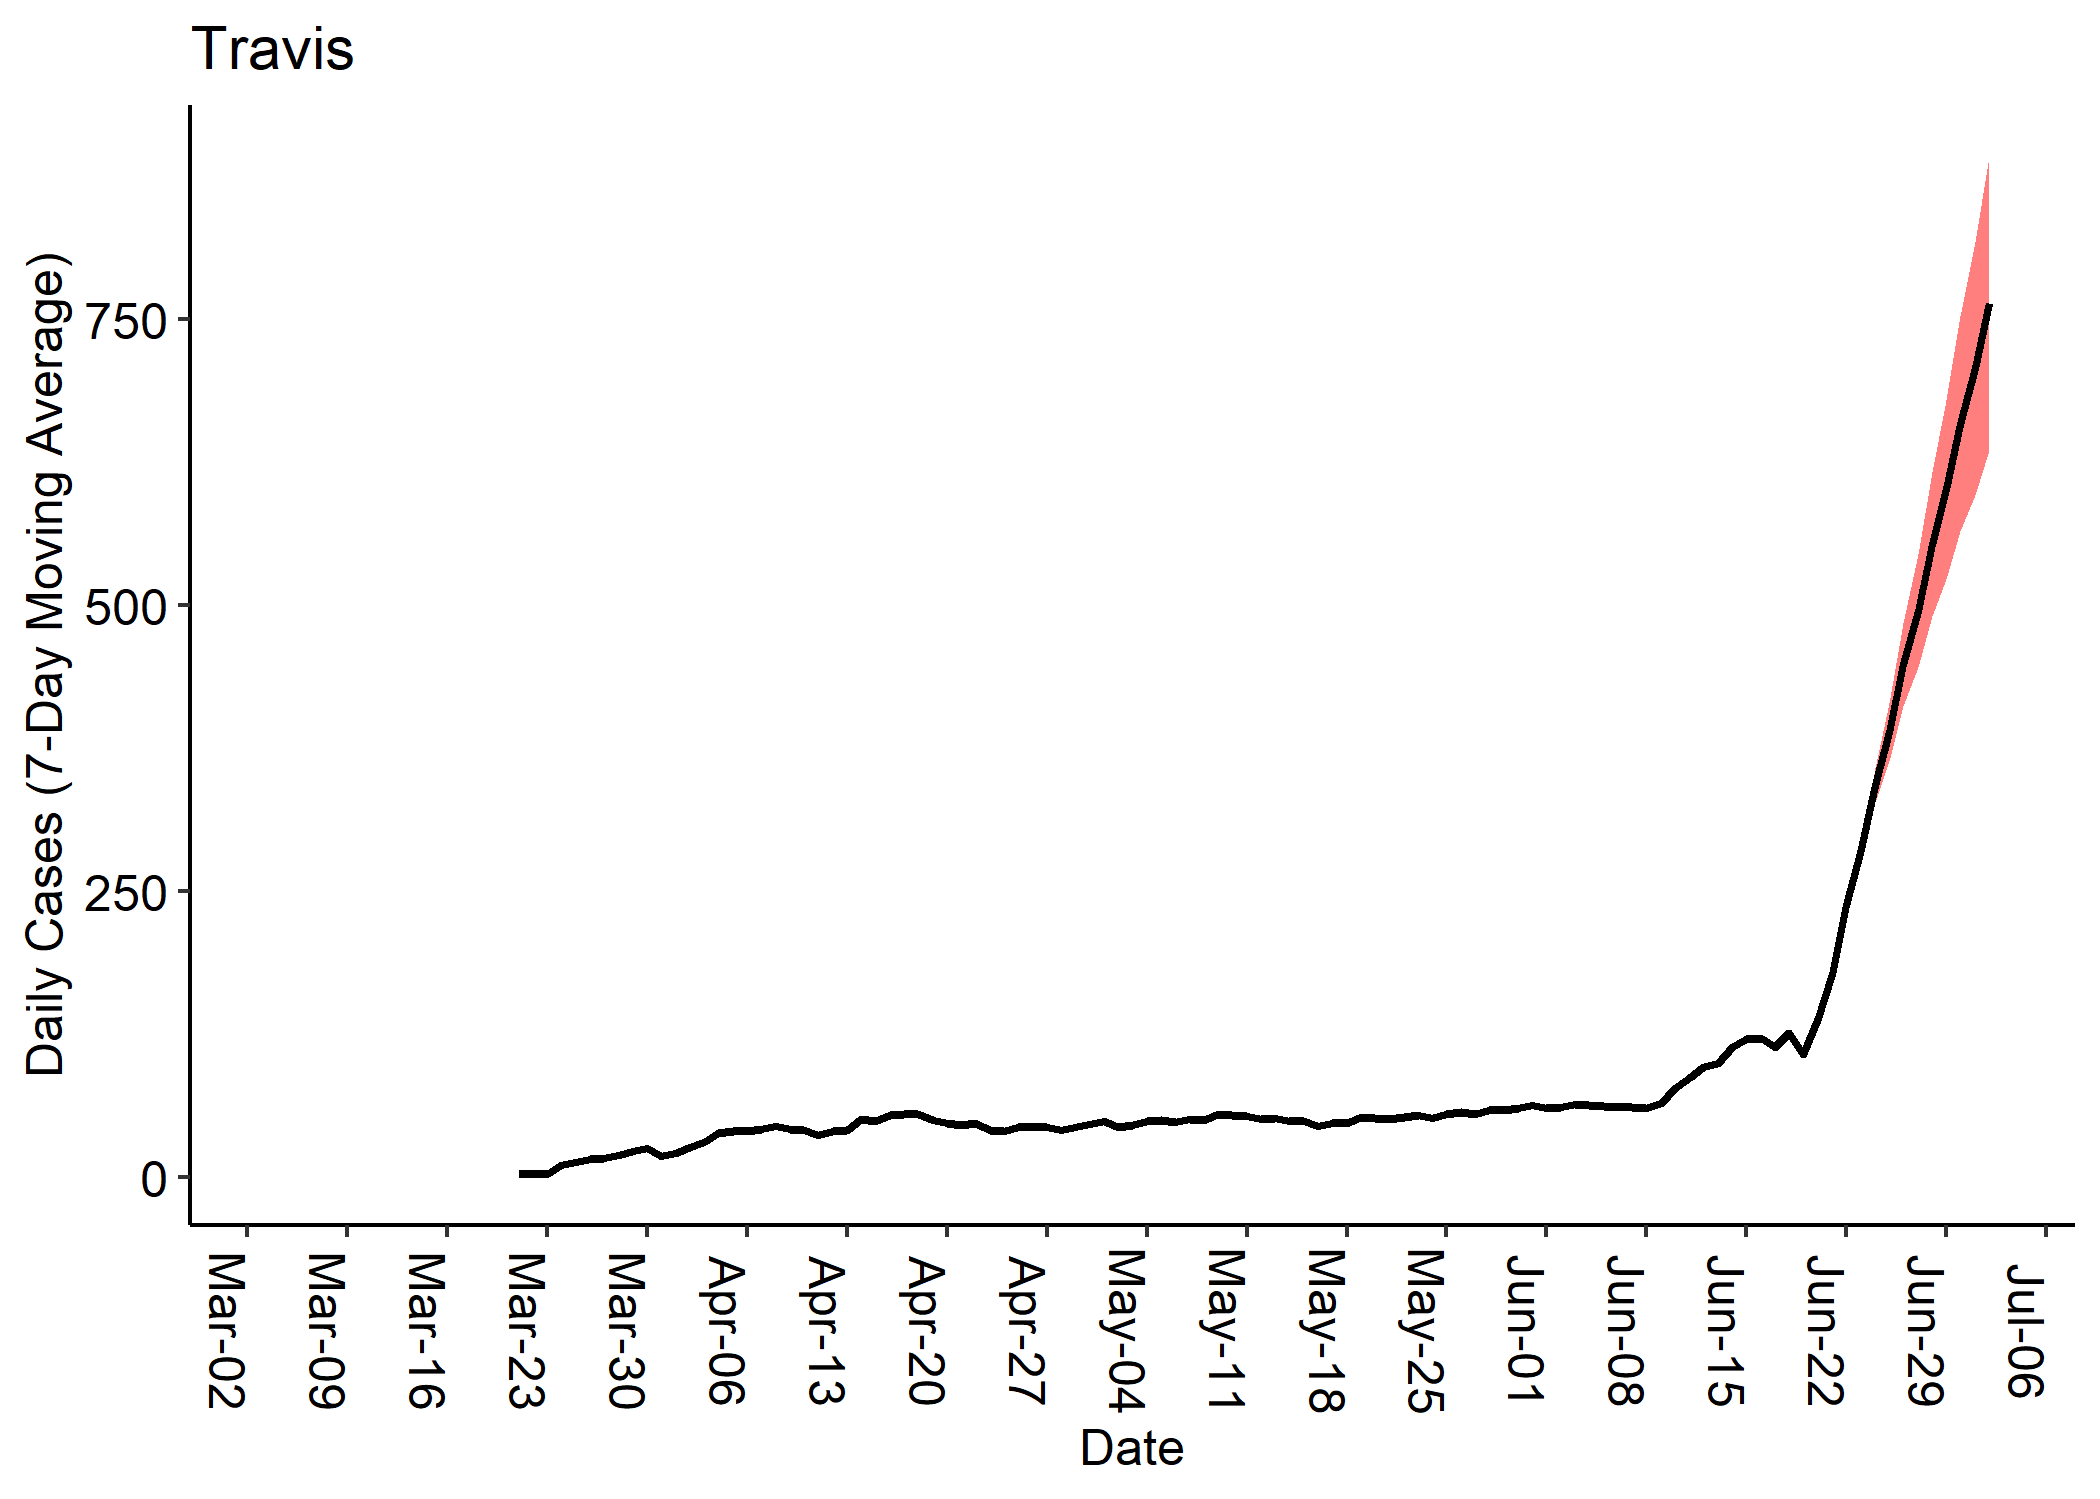 Travis
Daily Cases (7-Day Moving Average)
750
500
250
0
Mar-02
Mar-09
Mar-16
Mar-23
Mar-30
Apr-06
Apr-13
Apr-20
Apr-27
May-04
May-11
May-18
May-25
Jun-01
Jun-08
Jun-15
Jun-22
Jun-29
Jul-06
Date